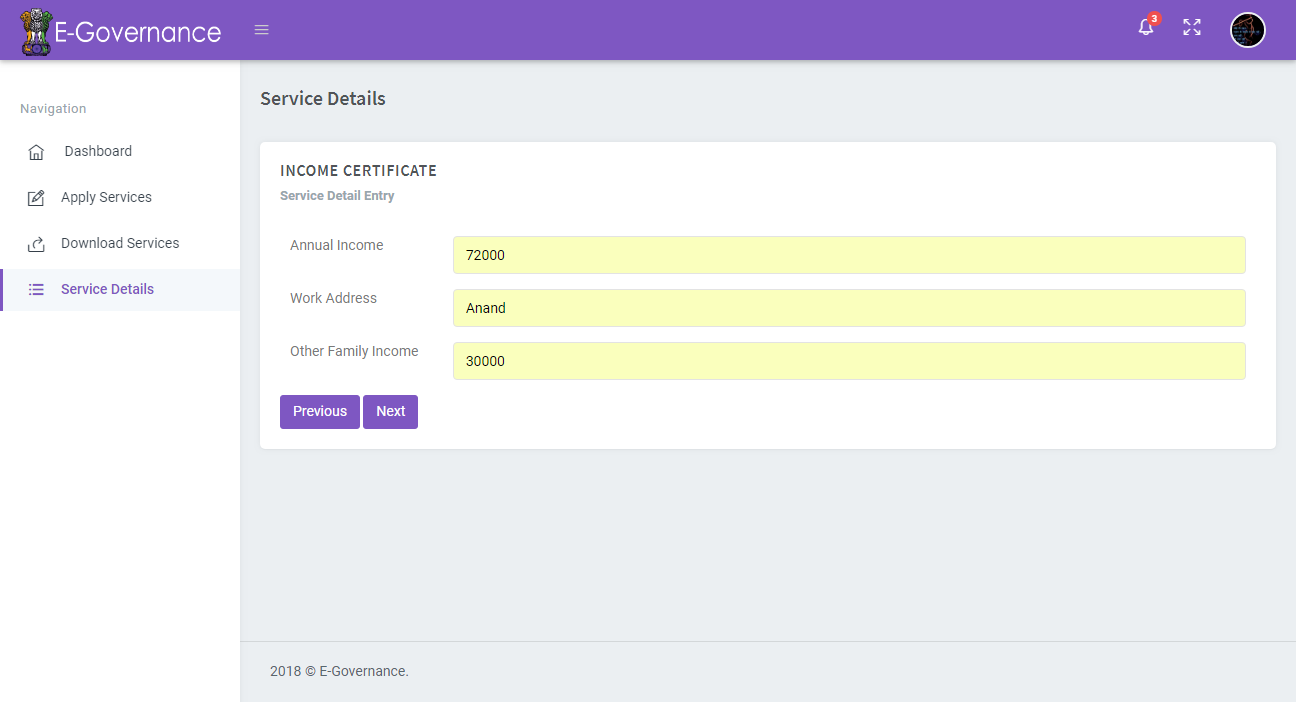 E-Governance
3
Navigation
Dashboard
Apply Services
Download Services
Service Details
Service Details
INCOME CERTIFICATE
Service Detail Entry
Annual Income
72000
Work Address
Anand
Other Family Income
30000
Previous
Next
2018 © E-Governance.